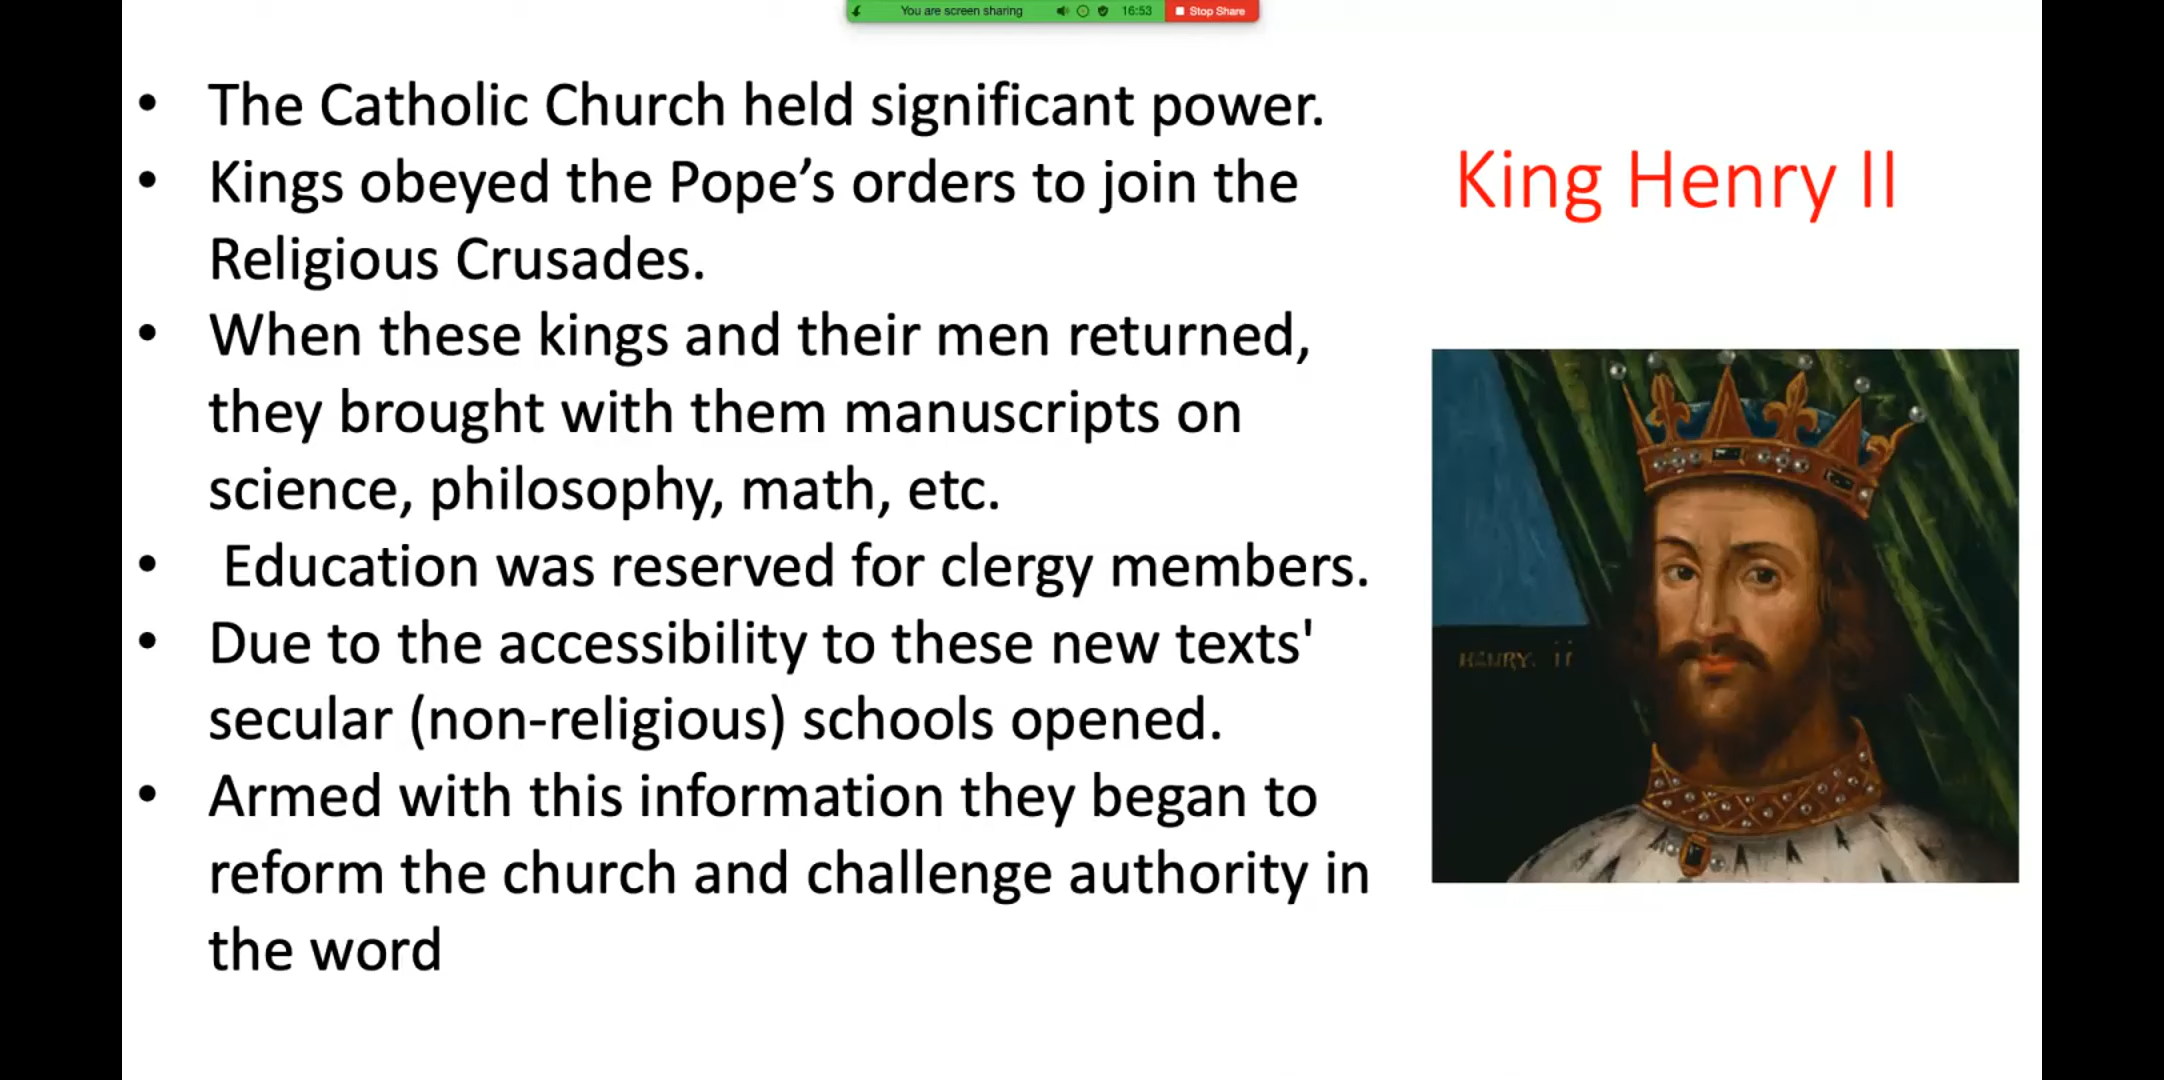 You are screen sharing 16:53 Stop Share
• The Catholic Church held significant power.
• Kings obeyed the Pope’s orders to join the
Religious Crusades.
• When these kings and their men returned,
they brought with them manuscripts on
science, philosophy, math, etc.
• Education was reserved for clergy members.
• Due to the accessibility to these new texts'
secular (non-religious) schools opened.
• Armed with this information they began to
reform the church and challenge authority in
the word
King Henry II
HANRY. II